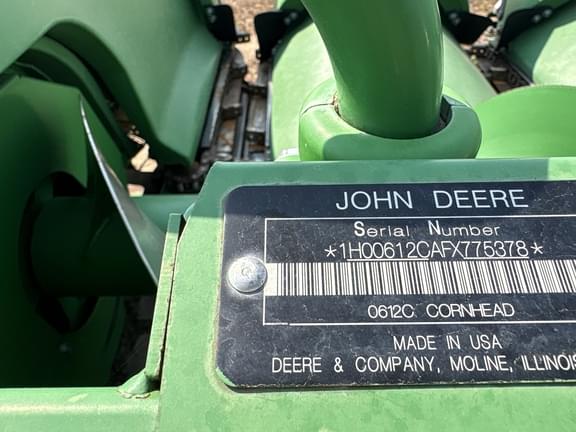 JOHN DEERE
Serial Number
*1H00612CAFX775378*
0612C CORNHEAD
MADE IN USA
DEERE & COMPANY, MOLINE, ILLINOIS